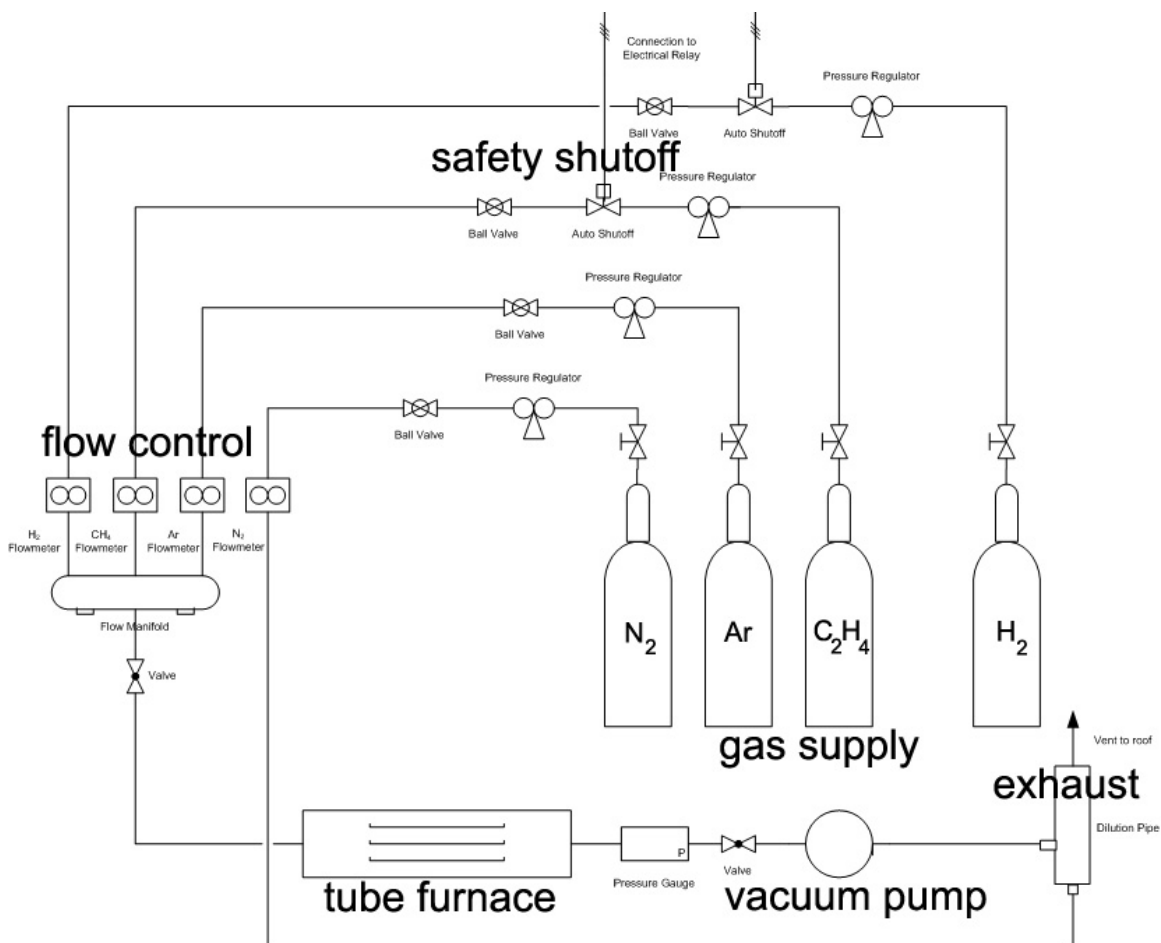 Connection to
Electrical Relay
Pressure Regulator
Ball Valve
Auto Shutoff
safety shutoff
Pressure Regulator
Ball Valve
Auto Shutoff
Pressure Regulator
Ball Valve
Pressure Regulator
Ball Valve
flow control
H₂
Flowmeter
CH₄
Flowmeter
Ar
Flowmeter
N₂
Flowmeter
Flow Manifold
N₂
Ar
C₂H₄
H₂
Valve
gas supply
Vent to roof
exhaust
Dilution Pipe
P
Pressure Gauge
Valve
tube furnace
vacuum pump